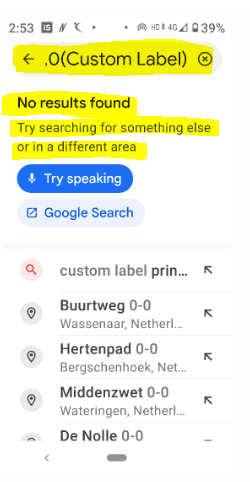 2:53 HD 4G 39%
,0(Custom Label)
No results found
Try searching for something else
or in a different area
Try speaking
Google Search
custom label prin...
Buurtweg 0-0
Wassenaar, Netherl...
Hertenpad 0-0
Bergschenhoek, Net...
Middenzwet 0-0
Wateringen, Netherl...
De Nolle 0-0